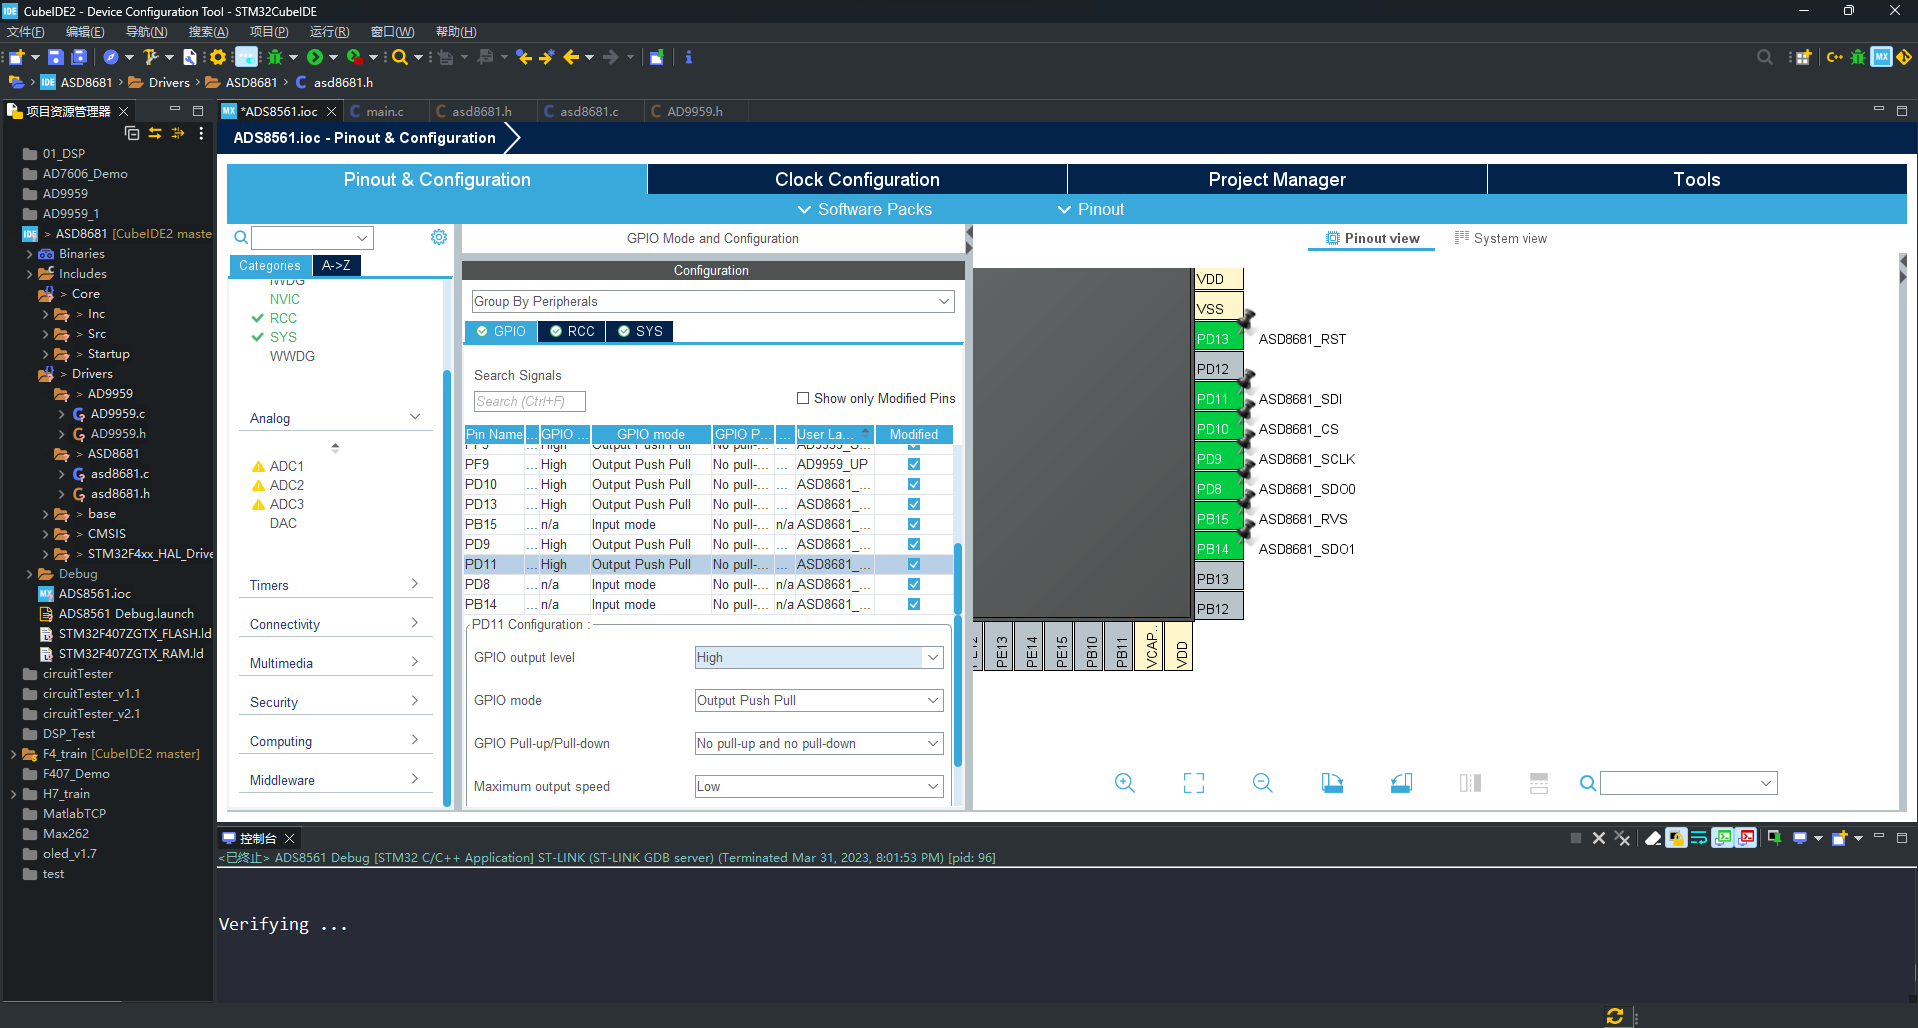 CubeIDE2 - Device Configuration Tool - STM32CubeIDE
文件(F) 编辑(E) 导航(N) 搜索(A) 项目(P) 运行(R) 窗口(W) 帮助(H)
IDE ASD8681 Drivers ASD8681 asd8681.h
项目资源管理器
*ADS8561.ioc main.c asd8681.h asd8681.c AD9959.h
ADS8561.ioc - Pinout & Configuration
01_DSP
AD7606_Demo
AD9959
AD9959_1
ASD8681 [CubeIDE2 maste
Binaries
Includes
Core
Inc
Src
Startup
Drivers
AD9959
AD9959.c
AD9959.h
ASD8681
asd8681.c
asd8681.h
base
CMSIS
STM32F4xx_HAL_Drive
Debug
ADS8561.ioc
ADS8561 Debug.launch
STM32F407ZGTX_FLASH.ld
STM32F407ZGTX_RAM.ld
circuitTester
circuitTester_v1.1
circuitTester_v2.1
DSP_Test
F4_train [CubeIDE2 master]
F407_Demo
H7_train
MatlabTCP
Max262
oled_v1.7
test
Pinout & Configuration
Clock Configuration
Project Manager
Tools
Software Packs
Pinout
Categories A->Z
IWDG
NVIC
RCC
SYS
WWDG
Analog
ADC1
ADC2
ADC3
DAC
Timers
Connectivity
Multimedia
Security
Computing
Middleware
GPIO Mode and Configuration
Configuration
Group By Peripherals
GPIO RCC SYS
Search Signals
Search (Ctrl+F)
Show only Modified Pins
Pin Name ... GPIO ... GPIO mode GPIO P... ... User La... Modified
PF9 ... High Output Push Pull No pull-... ... AD9959_UP
PD10 ... High Output Push Pull No pull-... ... ASD8681_...
PD13 ... High Output Push Pull No pull-... ... ASD8681_...
PB15 ... n/a Input mode No pull-... n/a ASD8681_...
PD9 ... High Output Push Pull No pull-... ... ASD8681_...
PD11 ... High Output Push Pull No pull-... ... ASD8681_...
PD8 ... n/a Input mode No pull-... n/a ASD8681_...
PB14 ... n/a Input mode No pull-... n/a ASD8681_...
PD11 Configuration :
GPIO output level High
GPIO mode Output Push Pull
GPIO Pull-up/Pull-down No pull-up and no pull-down
Maximum output speed Low
Pinout view
System view
VDD
VSS
PD13 ASD8681_RST
PD12
PD11 ASD8681_SDI
PD10 ASD8681_CS
PD9 ASD8681_SCLK
PD8 ASD8681_SDO0
PB15 ASD8681_RVS
PB14 ASD8681_SDO1
PB13
PB12
PE13
PE14
PE15
PB10
PB11
VCAP..
VDD
控制台
<已终止> ADS8561 Debug [STM32 C/C++ Application] ST-LINK (ST-LINK GDB server) (Terminated Mar 31, 2023, 8:01:53 PM) [pid: 96]
Verifying ...